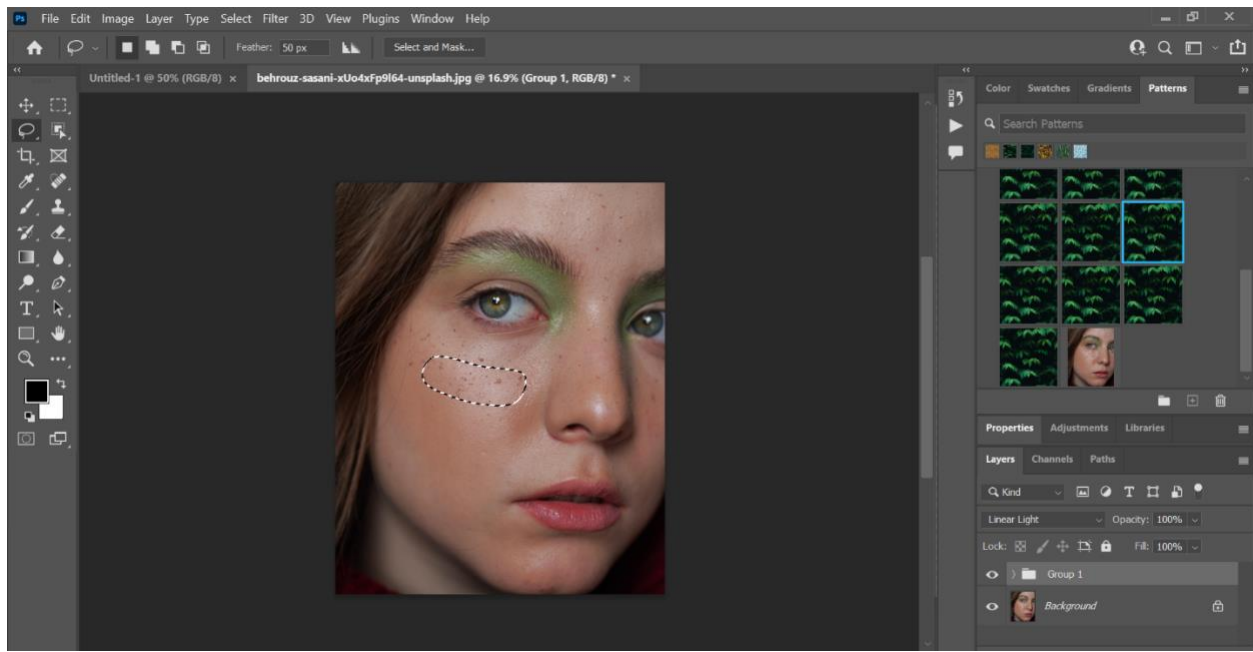 Ps File Edit Image Layer Type Select Filter 3D View Plugins Window Help
Feather: 50 px Select and Mask...
Untitled-1 @ 50% (RGB/8) × behrouz-sasani-xUo4xFp9l64-unsplash.jpg @ 16.9% (Group 1, RGB/8) * ×
Color Swatches Gradients Patterns
Search Patterns
Properties Adjustments Libraries
Layers Channels Paths
Kind
Linear Light Opacity: 100%
Lock: Fill: 100%
Group 1
Background